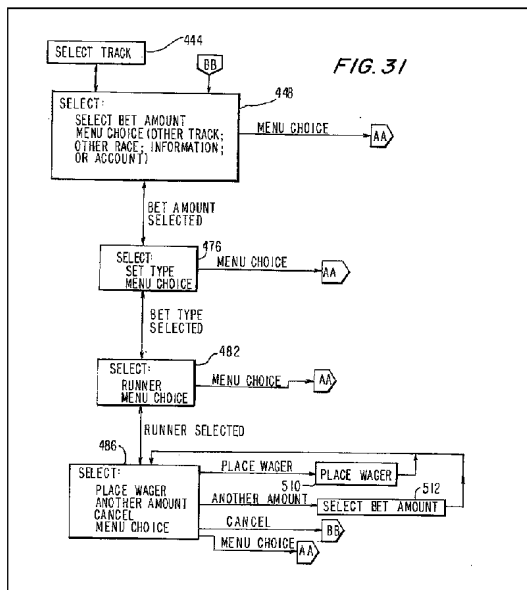 444
SELECT TRACK
BB
FIG. 31
448
SELECT:
SELECT BET AMOUNT
MENU CHOICE (OTHER TRACK;
OTHER RACE; INFORMATION;
OR ACCOUNT)
MENU CHOICE
AA
BET AMOUNT
SELECTED
476
SELECT:
SET TYPE
MENU CHOICE
MENU CHOICE
AA
BET TYPE
SELECTED
482
SELECT:
RUNNER
MENU CHOICE
MENU CHOICE
AA
RUNNER SELECTED
486
SELECT:
PLACE WAGER
ANOTHER AMOUNT
CANCEL
MENU CHOICE
PLACE WAGER
510
PLACE WAGER
512
ANOTHER AMOUNT
SELECT BET AMOUNT
CANCEL
BB
MENU CHOICE
AA